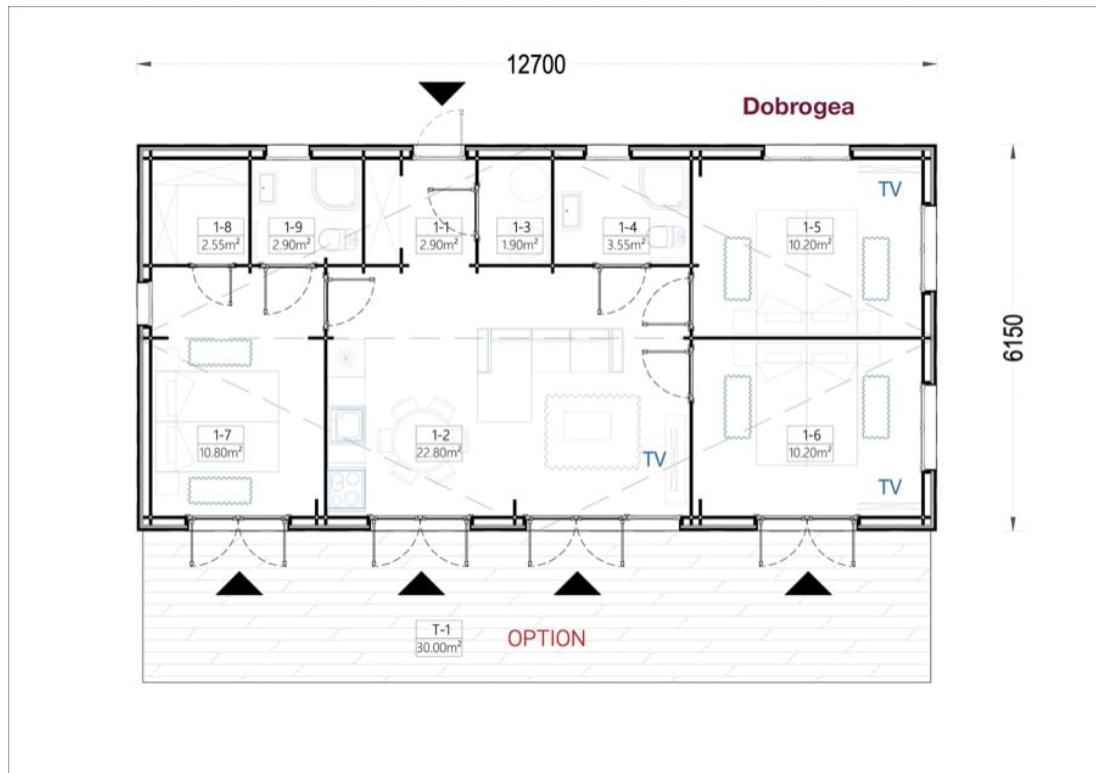 12700
Dobrogea
6150
TV
1-8
2.55m²
1-9
2.90m²
1-1
2.90m²
1-3
1.90m²
1-4
3.55m²
1-5
10.20m²
1-7
10.80m²
1-2
22.80m²
TV
1-6
10.20m²
TV
T-1
30.00m²
OPTION